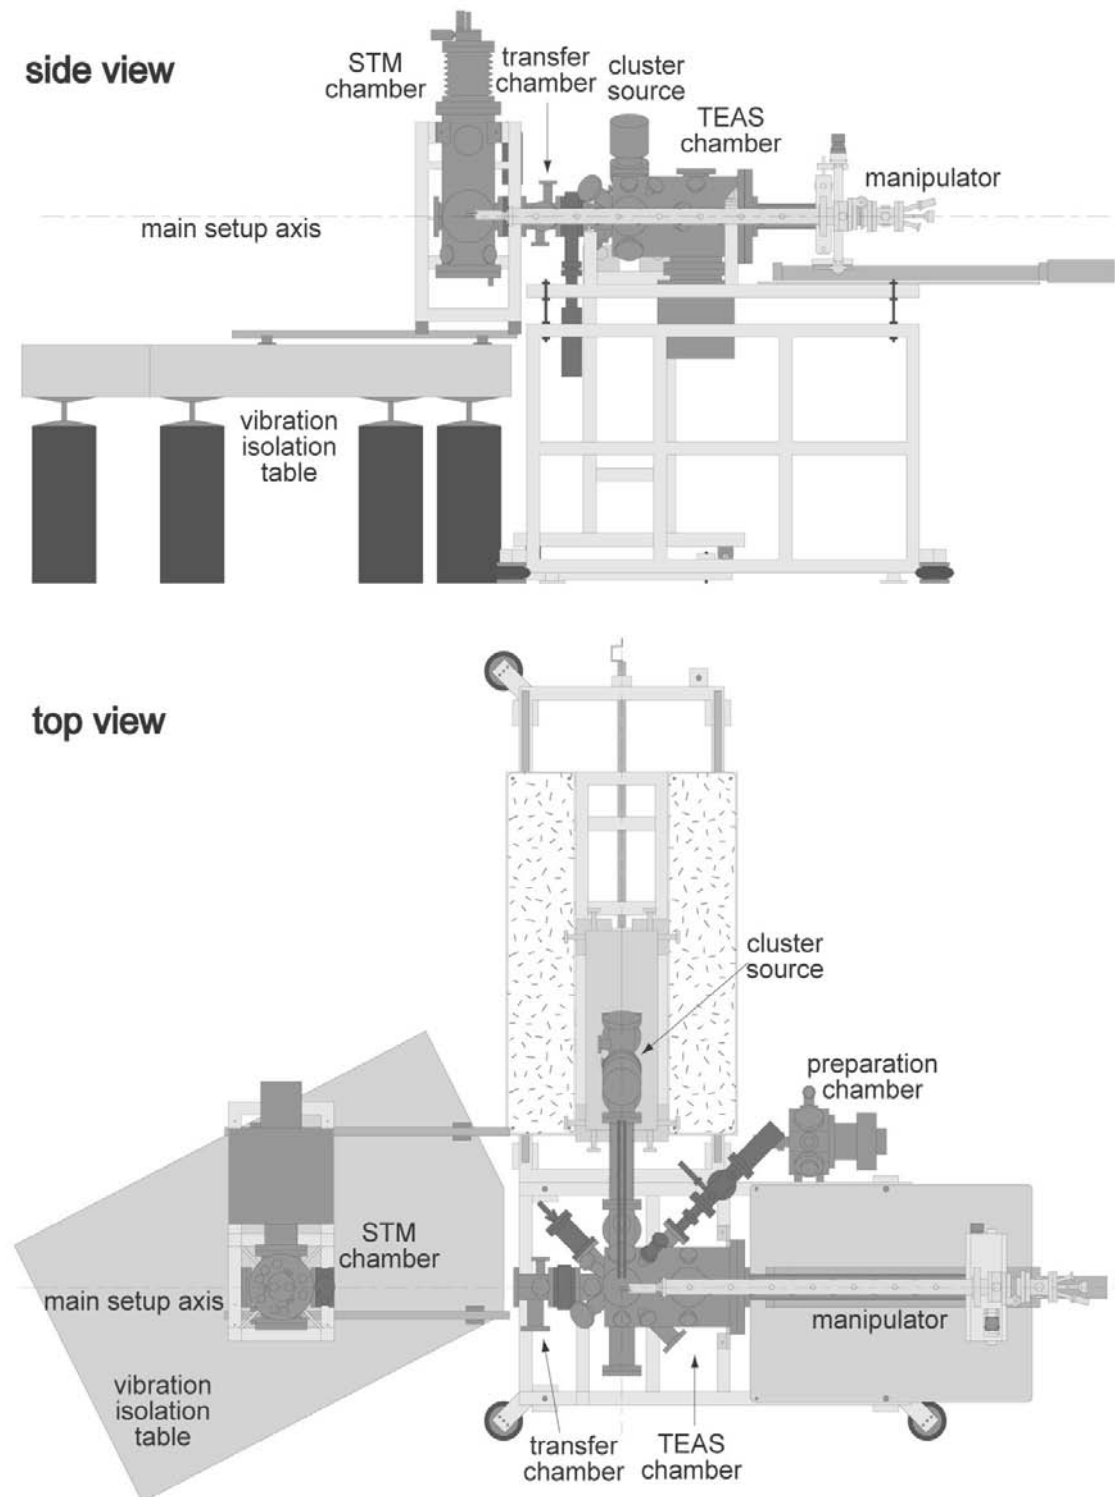 side view
STM
chamber
transfer
chamber
cluster
source
TEAS
chamber
manipulator
main setup axis
vibration
isolation
table
top view
cluster
source
preparation
chamber
STM
chamber
main setup axis
manipulator
vibration
isolation
table
transfer
chamber
TEAS
chamber